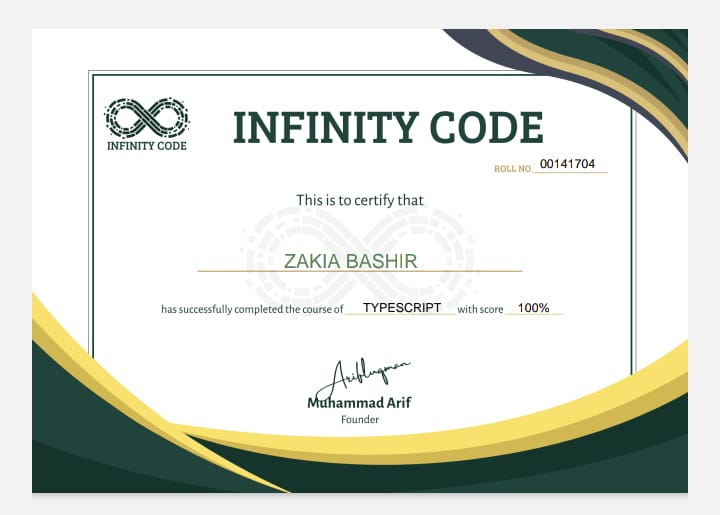 INFINITY CODE
INFINITY CODE
ROLL NO. 00141704
This is to certify that
ZAKIA BASHIR
has successfully completed the course of TYPESCRIPT with score 100%
Muhammad Arif
Founder